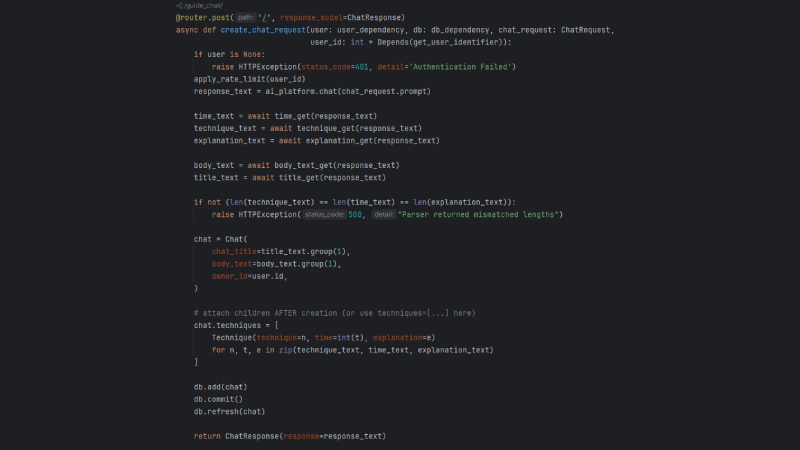 </guide_chat/
@router.post(path: "/", response_model=ChatResponse)
async def create_chat_request(user: user_dependency, db: db_dependency, chat_request: ChatRequest,
user_id: int = Depends(get_user_identifier)):
if user is None:
raise HTTPException(status_code=401, detail='Authentication Failed')
apply_rate_limit(user_id)
response_text = ai_platform.chat(chat_request.prompt)
time_text = await time_get(response_text)
technique_text = await technique_get(response_text)
explanation_text = await explanation_get(response_text)
body_text = await body_text_get(response_text)
title_text = await title_get(response_text)
if not (len(technique_text) == len(time_text) == len(explanation_text)):
raise HTTPException( status_code: 500, detail: "Parser returned mismatched lengths")
chat = Chat(
chat_title=title_text.group(1),
body_text=body_text.group(1),
owner_id=user.id,
)
# attach children AFTER creation (or use techniques=[...] here)
chat.techniques = [
Technique(technique=n, time=int(t), explanation=e)
for n, t, e in zip(technique_text, time_text, explanation_text)
]
db.add(chat)
db.commit()
db.refresh(chat)
return ChatResponse(response=response_text)